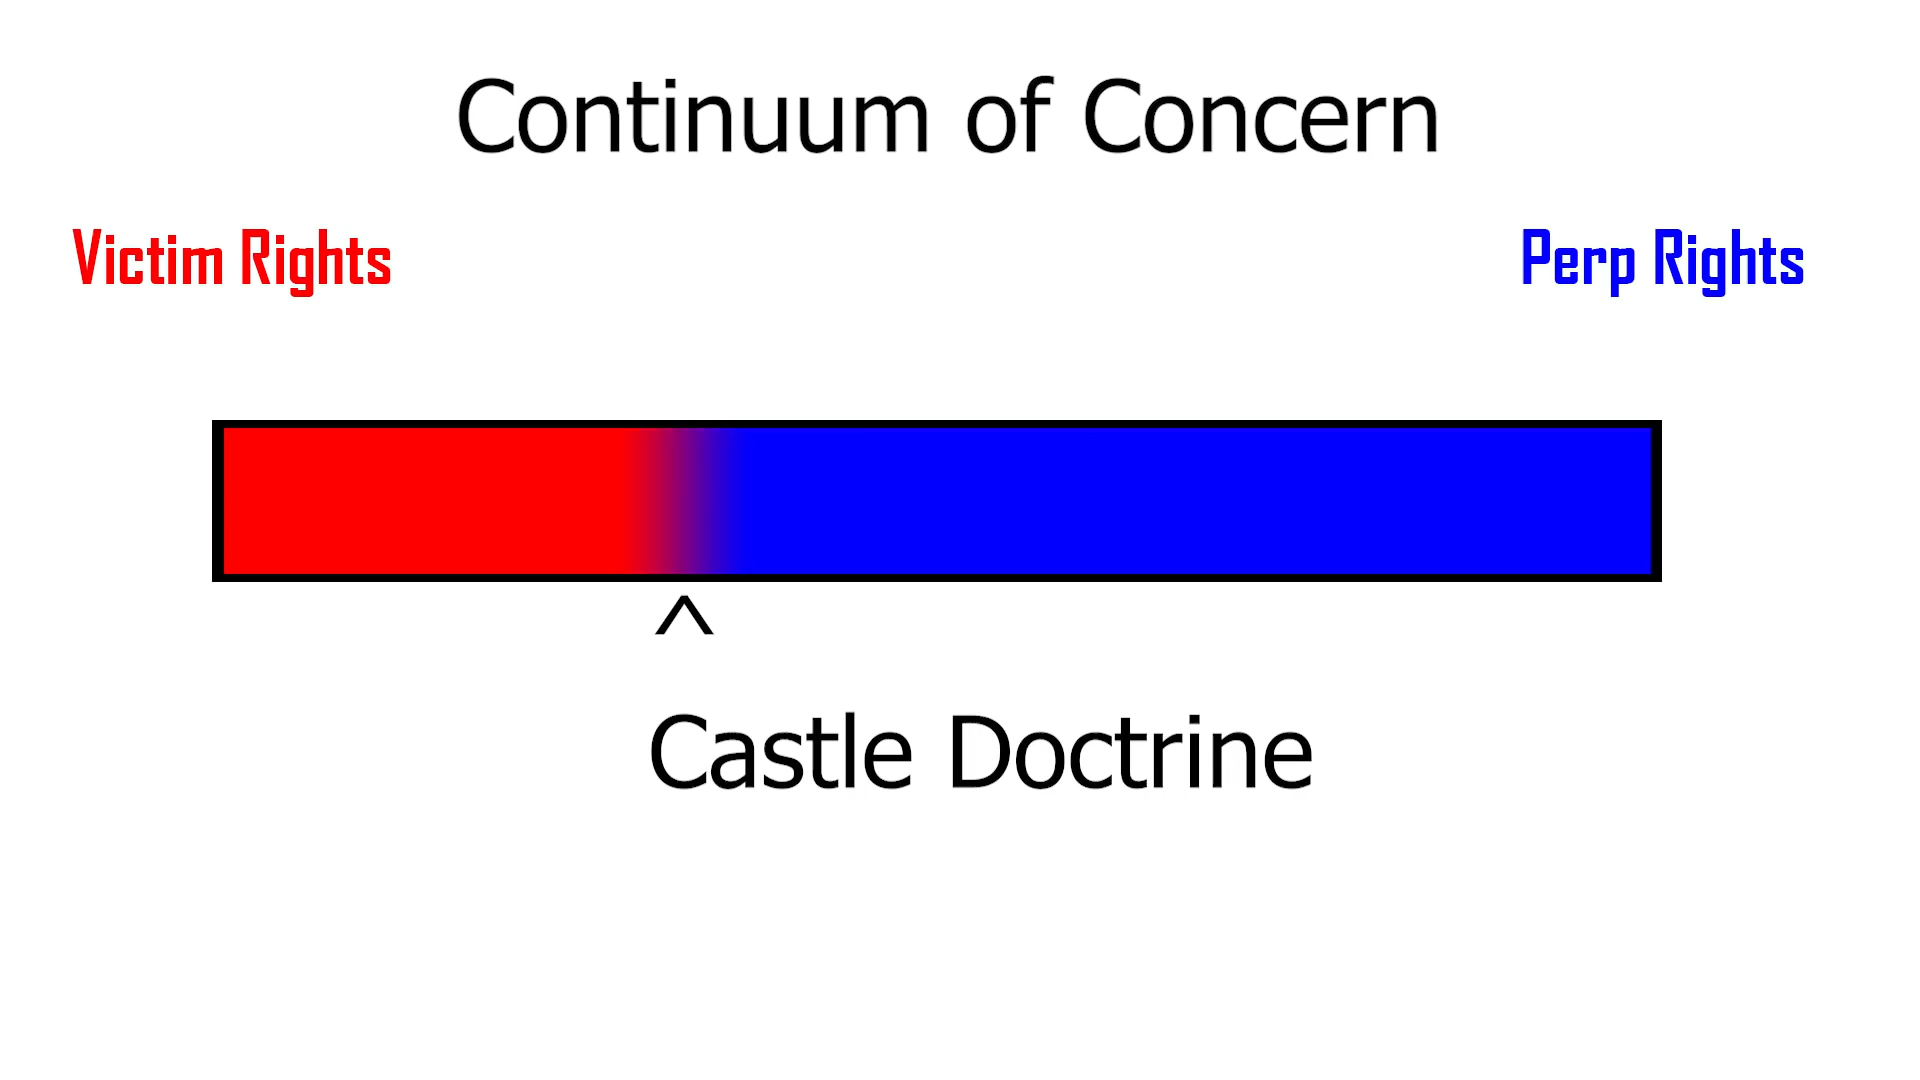 Continuum of Concern
Victim Rights
Perp Rights
^
Castle Doctrine